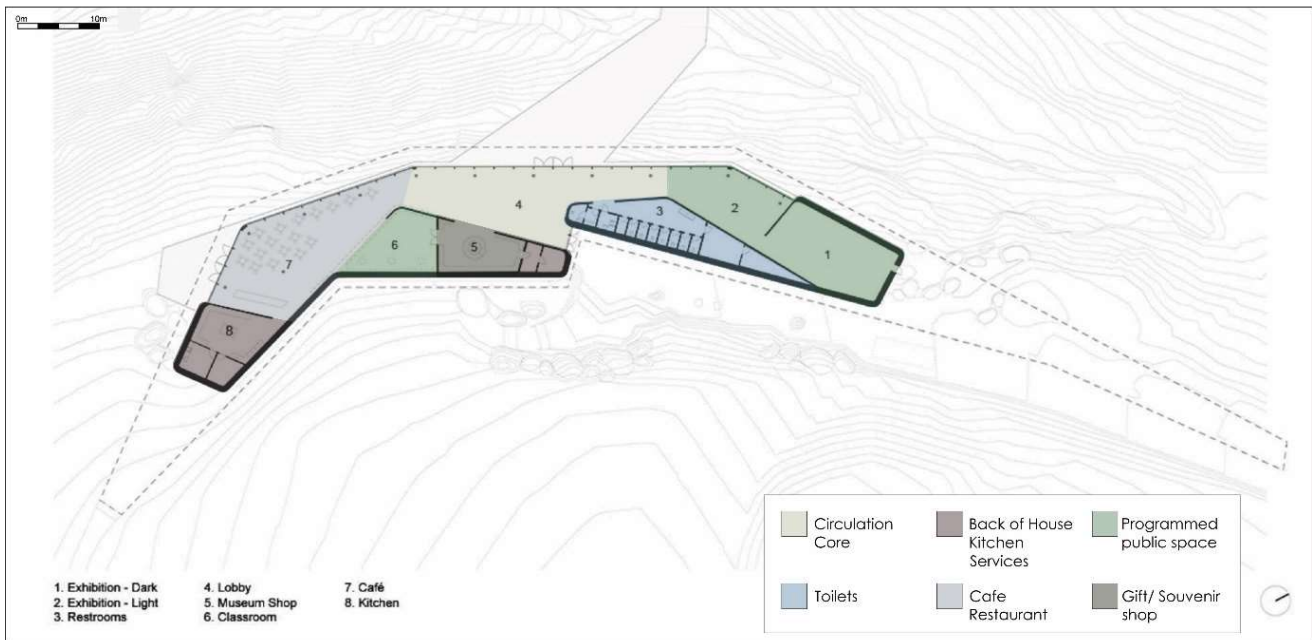 0m 10m
4
2
3
1
5
6
7
8
1. Exhibition - Dark
2. Exhibition - Light
3. Restrooms
4. Lobby
5. Museum Shop
6. Classroom
7. Café
8. Kitchen
Circulation
Core
Back of House
Kitchen
Services
Programmed
public space
Toilets
Cafe
Restaurant
Gift/ Souvenir
shop